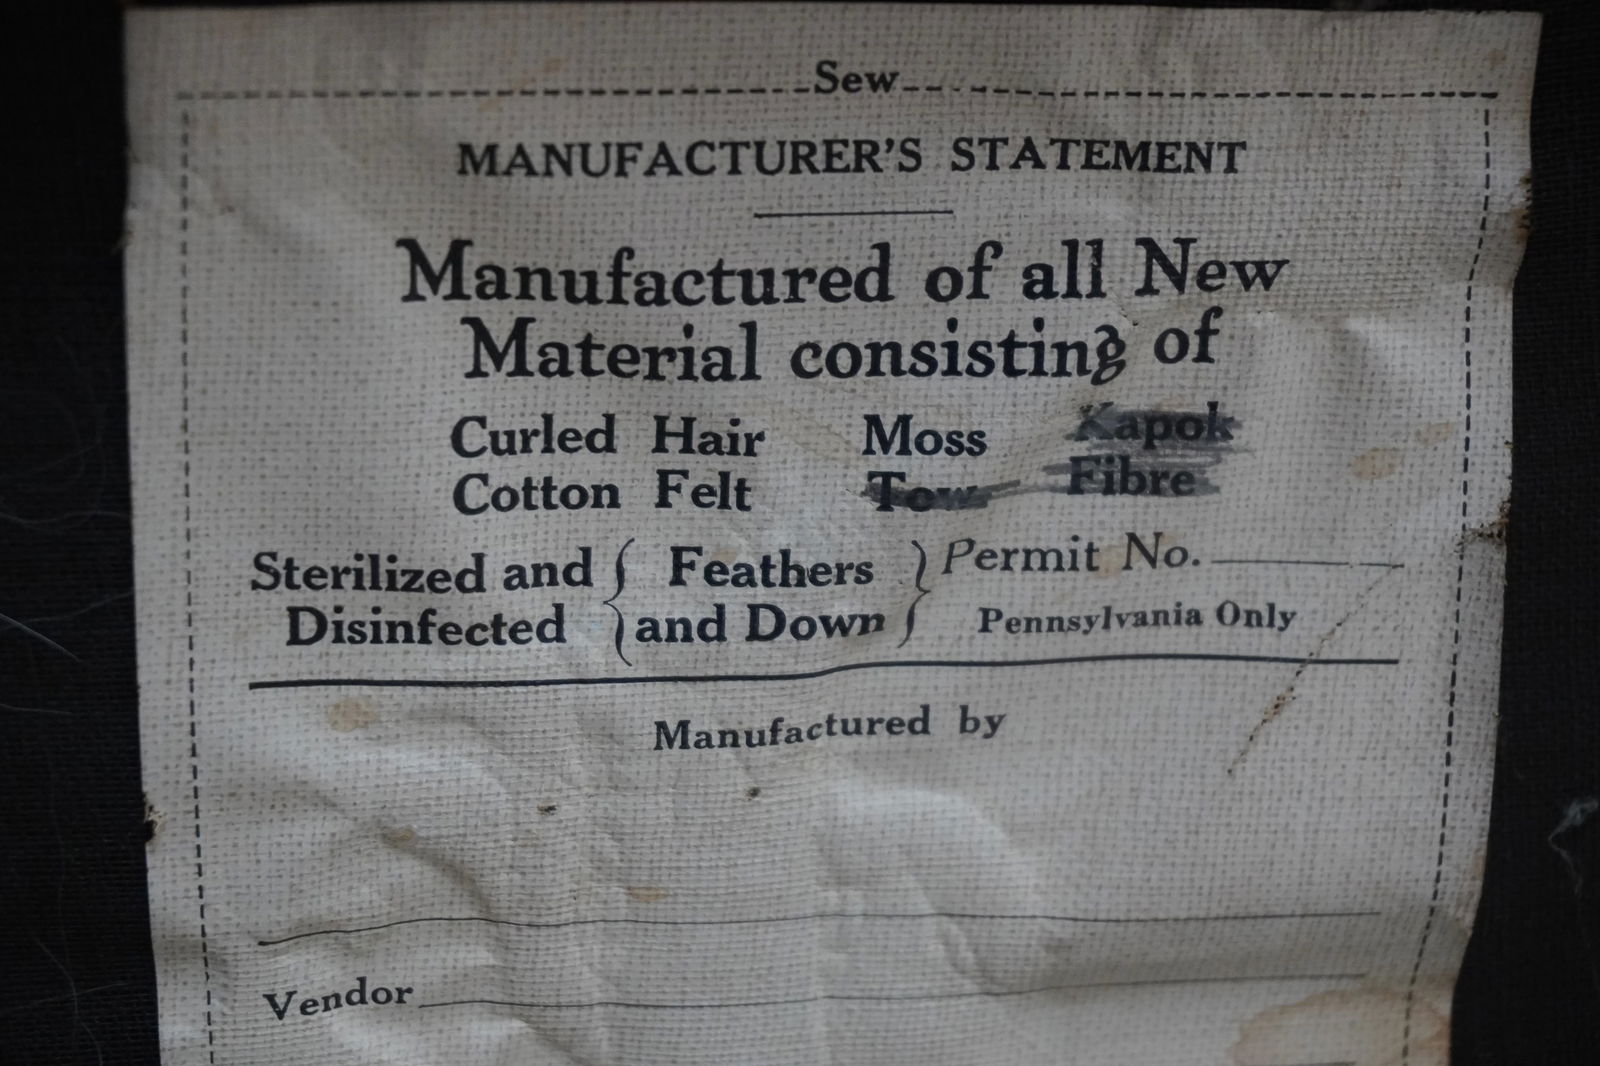 Sew
MANUFACTURER'S STATEMENT
Manufactured of all New
Material consisting of
Curled Hair Moss Kapok
Cotton Felt Tow Fibre
Sterilized and { Feathers } Permit No.
Disinfected { and Down } Pennsylvania Only
Manufactured by
Vendor